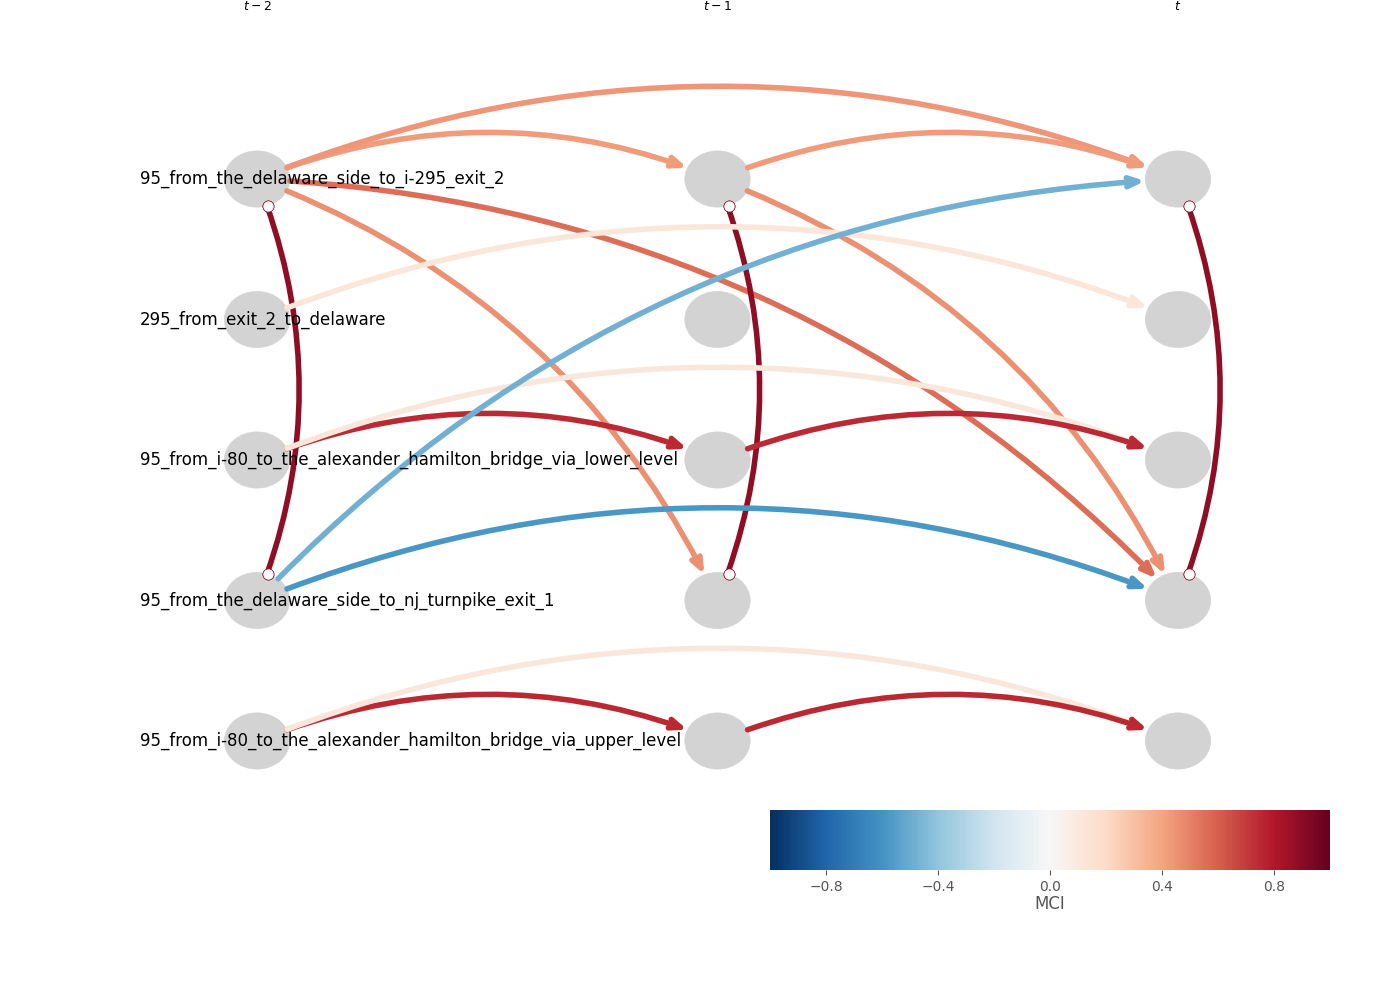 t − 2
t − 1
t
95_from_the_delaware_side_to_i-295_exit_2
295_from_exit_2_to_delaware
95_from_i-80_to_the_alexander_hamilton_bridge_via_lower_level
95_from_the_delaware_side_to_nj_turnpike_exit_1
95_from_i-80_to_the_alexander_hamilton_bridge_via_upper_level
−0.8
−0.4
0.0
0.4
0.8
MCI